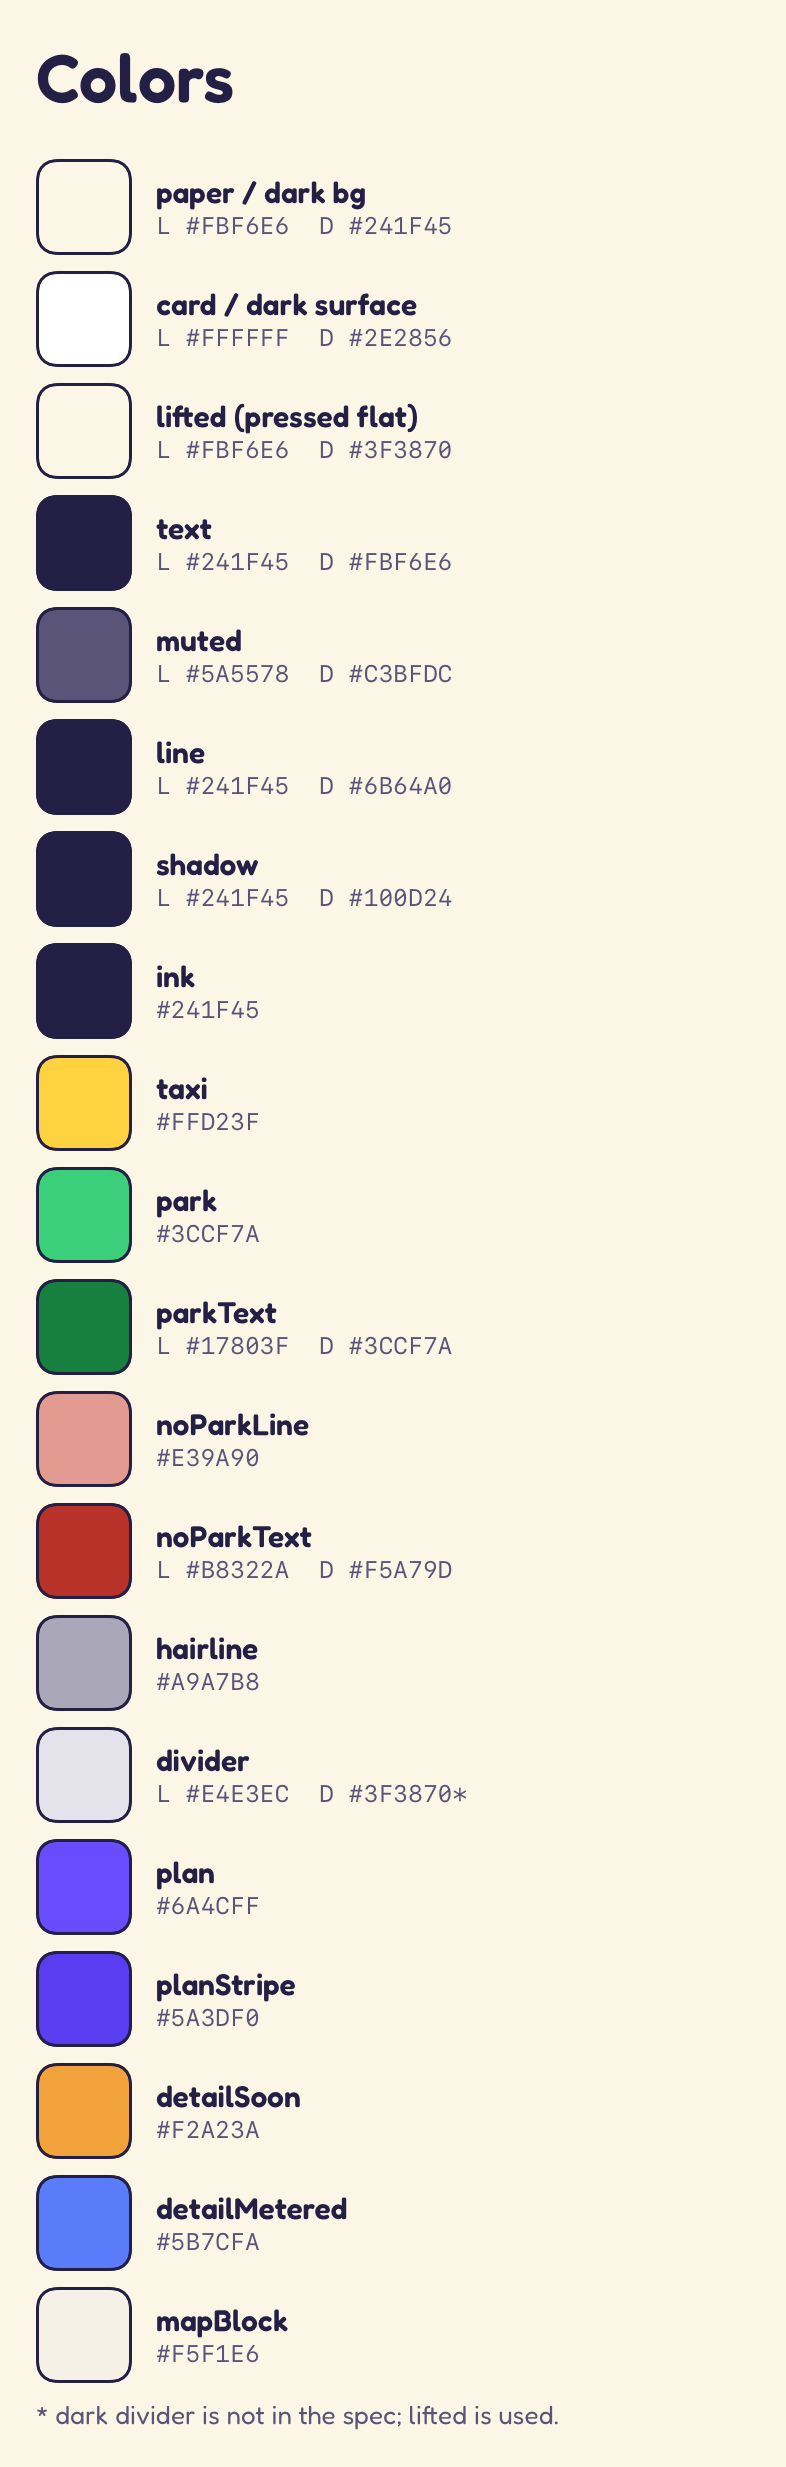 Colors
paper / dark bg
L #FBF6E6  D #241F45
card / dark surface
L #FFFFFF  D #2E2856
lifted (pressed flat)
L #FBF6E6  D #3F3870
text
L #241F45  D #FBF6E6
muted
L #5A5578  D #C3BFDC
line
L #241F45  D #6B64A0
shadow
L #241F45  D #100D24
ink
#241F45
taxi
#FFD23F
park
#3CCF7A
parkText
L #17803F  D #3CCF7A
noParkLine
#E39A90
noParkText
L #B8322A  D #F5A79D
hairline
#A9A7B8
divider
L #E4E3EC  D #3F3870*
plan
#6A4CFF
planStripe
#5A3DF0
detailSoon
#F2A23A
detailMetered
#5B7CFA
mapBlock
#F5F1E6
* dark divider is not in the spec; lifted is used.